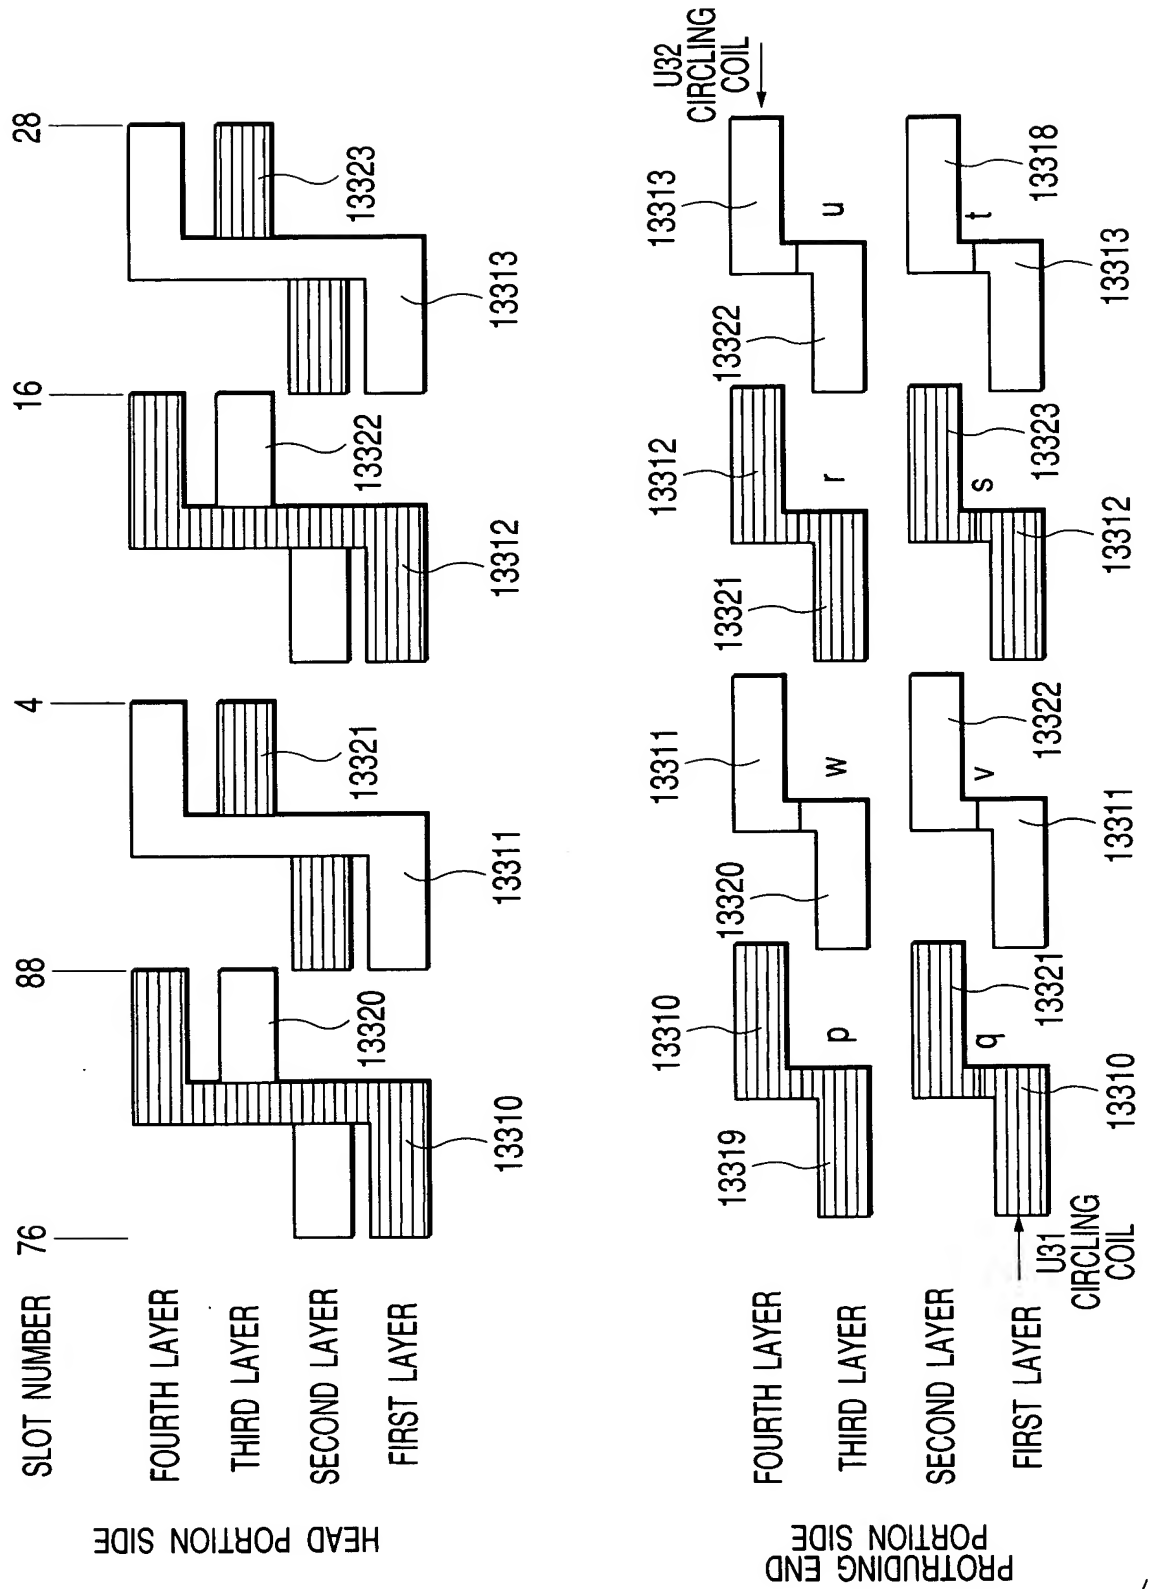 SLOT NUMBER
76
88
4
16
28
HEAD PORTION SIDE
FOURTH LAYER
THIRD LAYER
SECOND LAYER
FIRST LAYER
13320
13321
13322
13323
13310
13311
13312
13313
PROTRUDING END
PORTION SIDE
FOURTH LAYER
THIRD LAYER
SECOND LAYER
FIRST LAYER
U32
CIRCLING
COIL
13310
13311
13312
13313
13319
13320
13321
13322
p
w
r
u
13321
13322
13323
13318
q
v
s
t
13310
13311
13312
13313
U31
CIRCLING
COIL